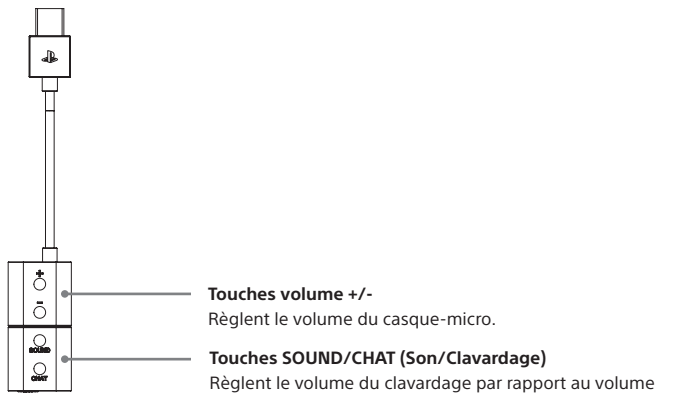 +
-
SOUND
CHAT
Touches volume +/-
Règlent le volume du casque-micro.
Touches SOUND/CHAT (Son/Clavardage)
Règlent le volume du clavardage par rapport au volume